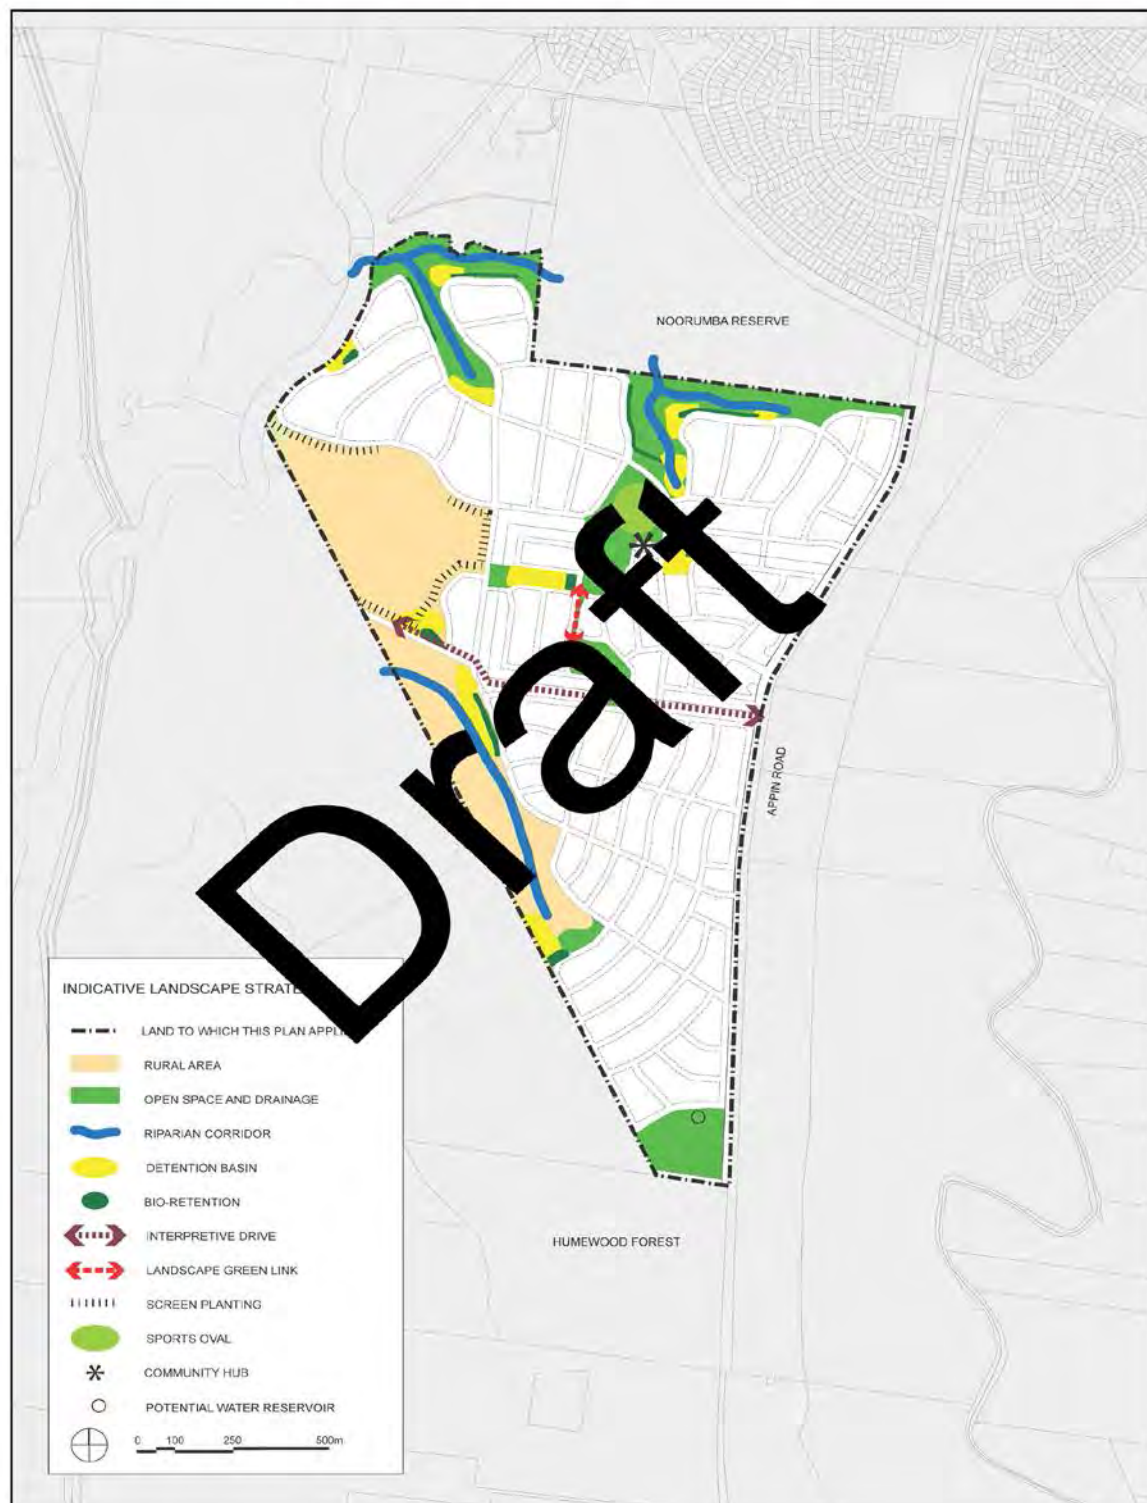 NOORUMBA RESERVE
Draft
APPIN ROAD
HUMEWOOD FOREST
INDICATIVE LANDSCAPE STRATE
LAND TO WHICH THIS PLAN APPLI
RURAL AREA
OPEN SPACE AND DRAINAGE
RIPARIAN CORRIDOR
DETENTION BASIN
BIO-RETENTION
INTERPRETIVE DRIVE
LANDSCAPE GREEN LINK
SCREEN PLANTING
SPORTS OVAL
COMMUNITY HUB
POTENTIAL WATER RESERVOIR
0 100 250 500m